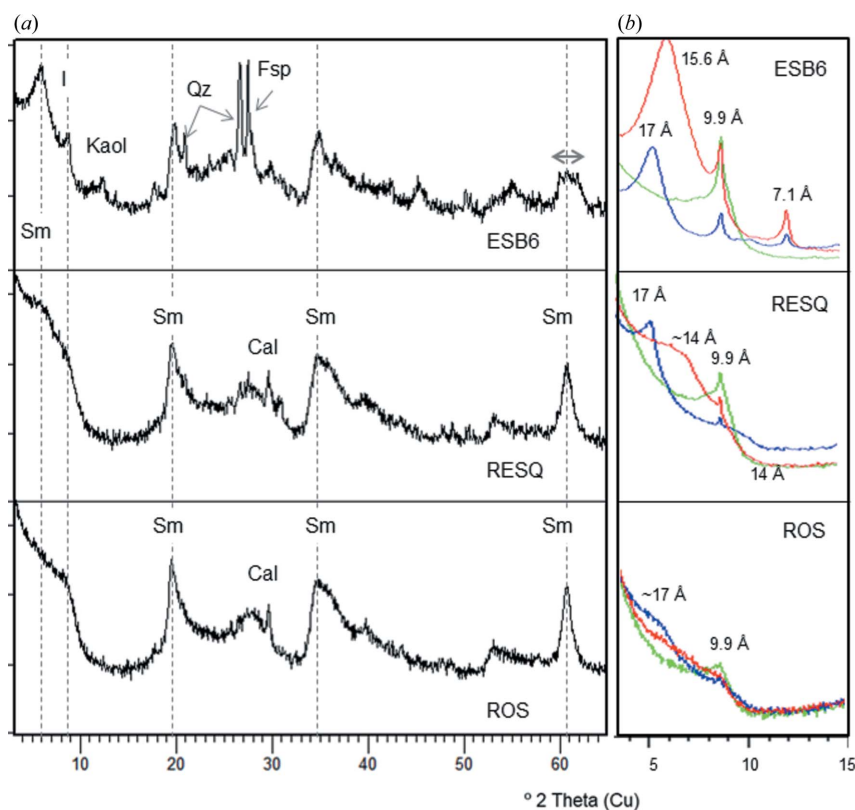 (a)
(b)
I
Kaol
Qz
Fsp
Sm
ESB6
15.6 Å
ESB6
9.9 Å
17 Å
7.1 Å
Sm
Sm
Sm
Cal
RESQ
RESQ
17 Å
~14 Å
9.9 Å
14 Å
Sm
Sm
Sm
Cal
ROS
ROS
~17 Å
9.9 Å
10 20 30 40 50 60
5 10 15
º 2 Theta (Cu)